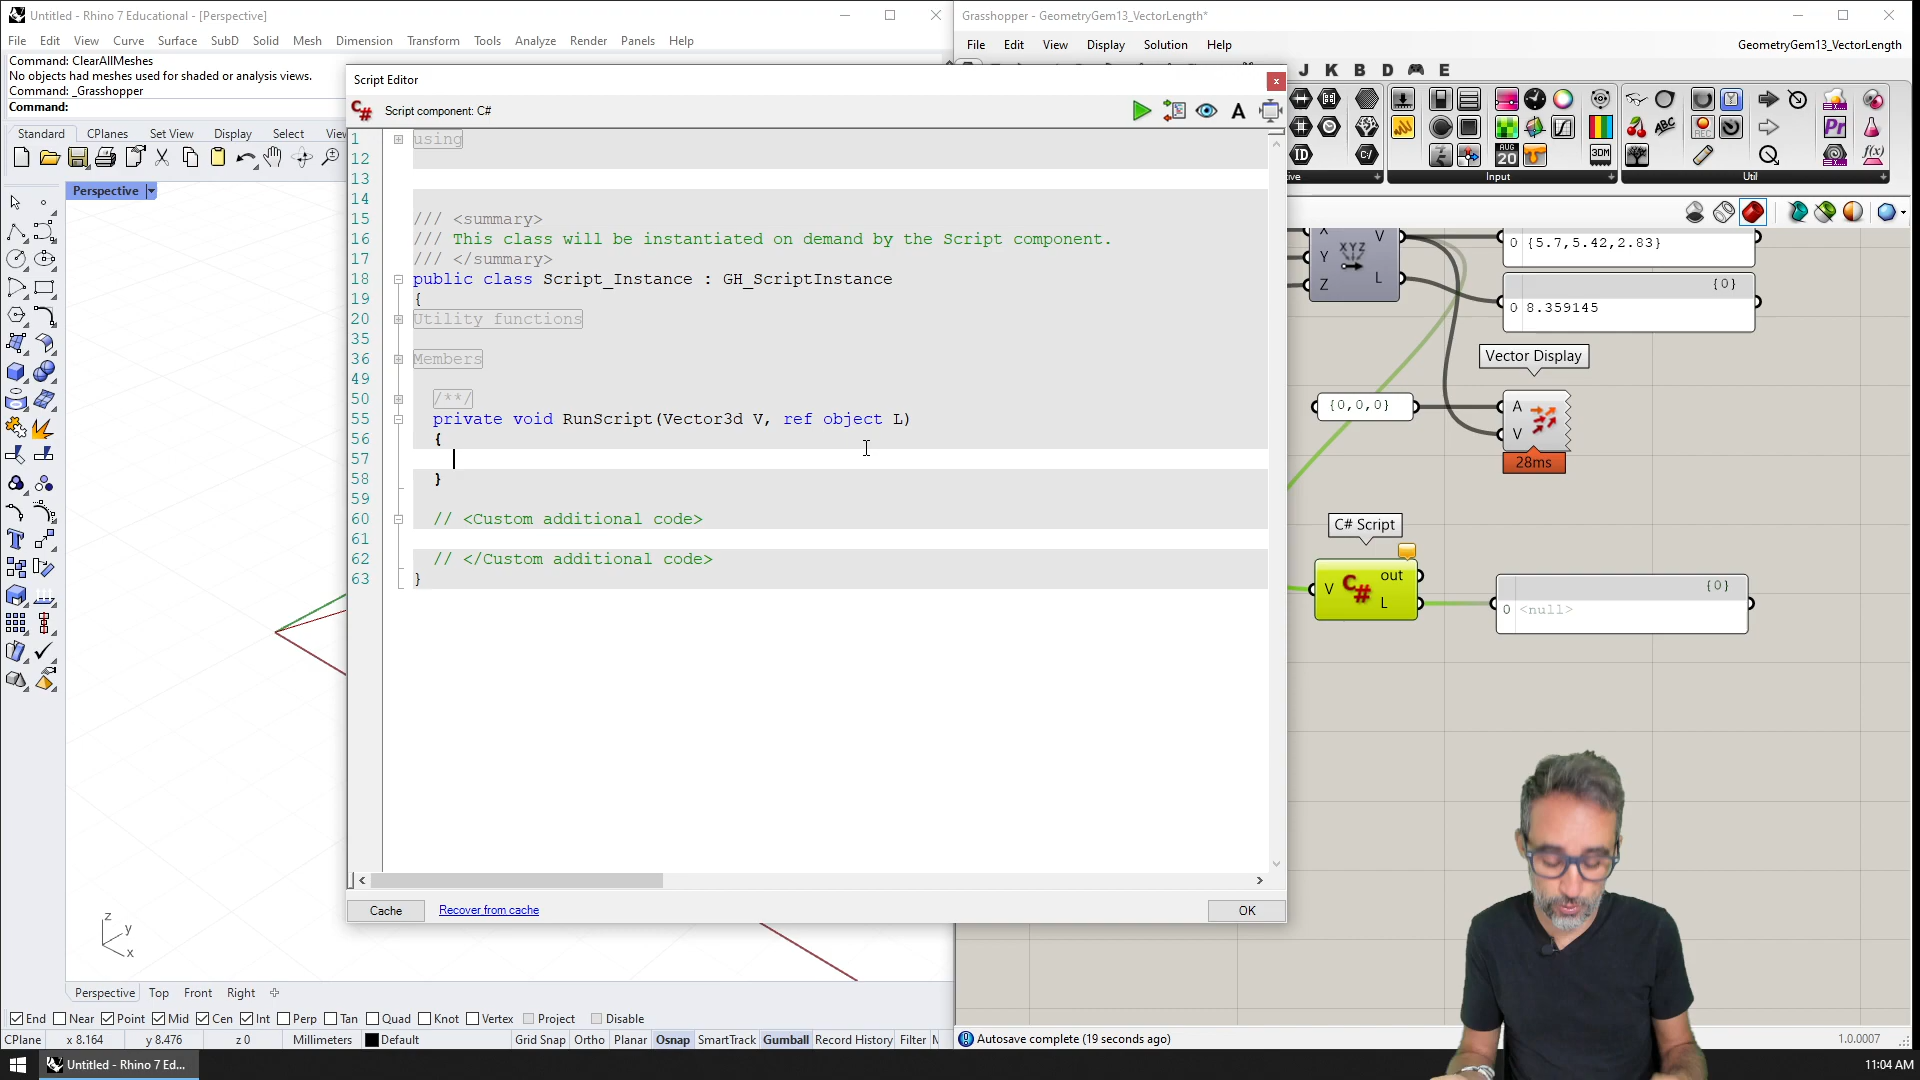 Untitled - Rhino 7 Educational - [Perspective]
File Edit View Curve Surface SubD Solid Mesh Dimension Transform Tools Analyze Render Panels Help
Command: ClearAllMeshes
No objects had meshes used for shaded or analysis views.
Command: _Grasshopper
Command:
Standard CPlanes Set View Display Select
Perspective
Grasshopper - GeometryGem13_VectorLength*
File Edit View Display Solution Help
GeometryGem13_VectorLength
J K B D E
Input
Util
Script Editor
Script component: C#
1 using
12
13
14
15 /// <summary>
16 /// This class will be instantiated on demand by the Script component.
17 /// </summary>
18 public class Script_Instance : GH_ScriptInstance
19 {
20 Utility functions
35
36 Members
49
50 /**/
55 private void RunScript(Vector3d V, ref object L)
56 {
57
58 }
59
60 // <Custom additional code>
61
62 // </Custom additional code>
63 }
Cache
Recover from cache
OK
X Y Z
XYZ
V
L
0 {5.7,5.42,2.83}
{0}
0 8.359145
Vector Display
{0,0,0}
A
V
28ms
C# Script
V
C#
out
L
{0}
0 <null>
z
y
x
Perspective Top Front Right
End Near Point Mid Cen Int Perp Tan Quad Knot Vertex Project Disable
CPlane x 8.164 y 8.476 z 0 Millimeters Default Grid Snap Ortho Planar Osnap SmartTrack Gumball Record History Filter
Autosave complete (19 seconds ago)
1.0.0007
Untitled - Rhino 7 Ed...
11:04 AM